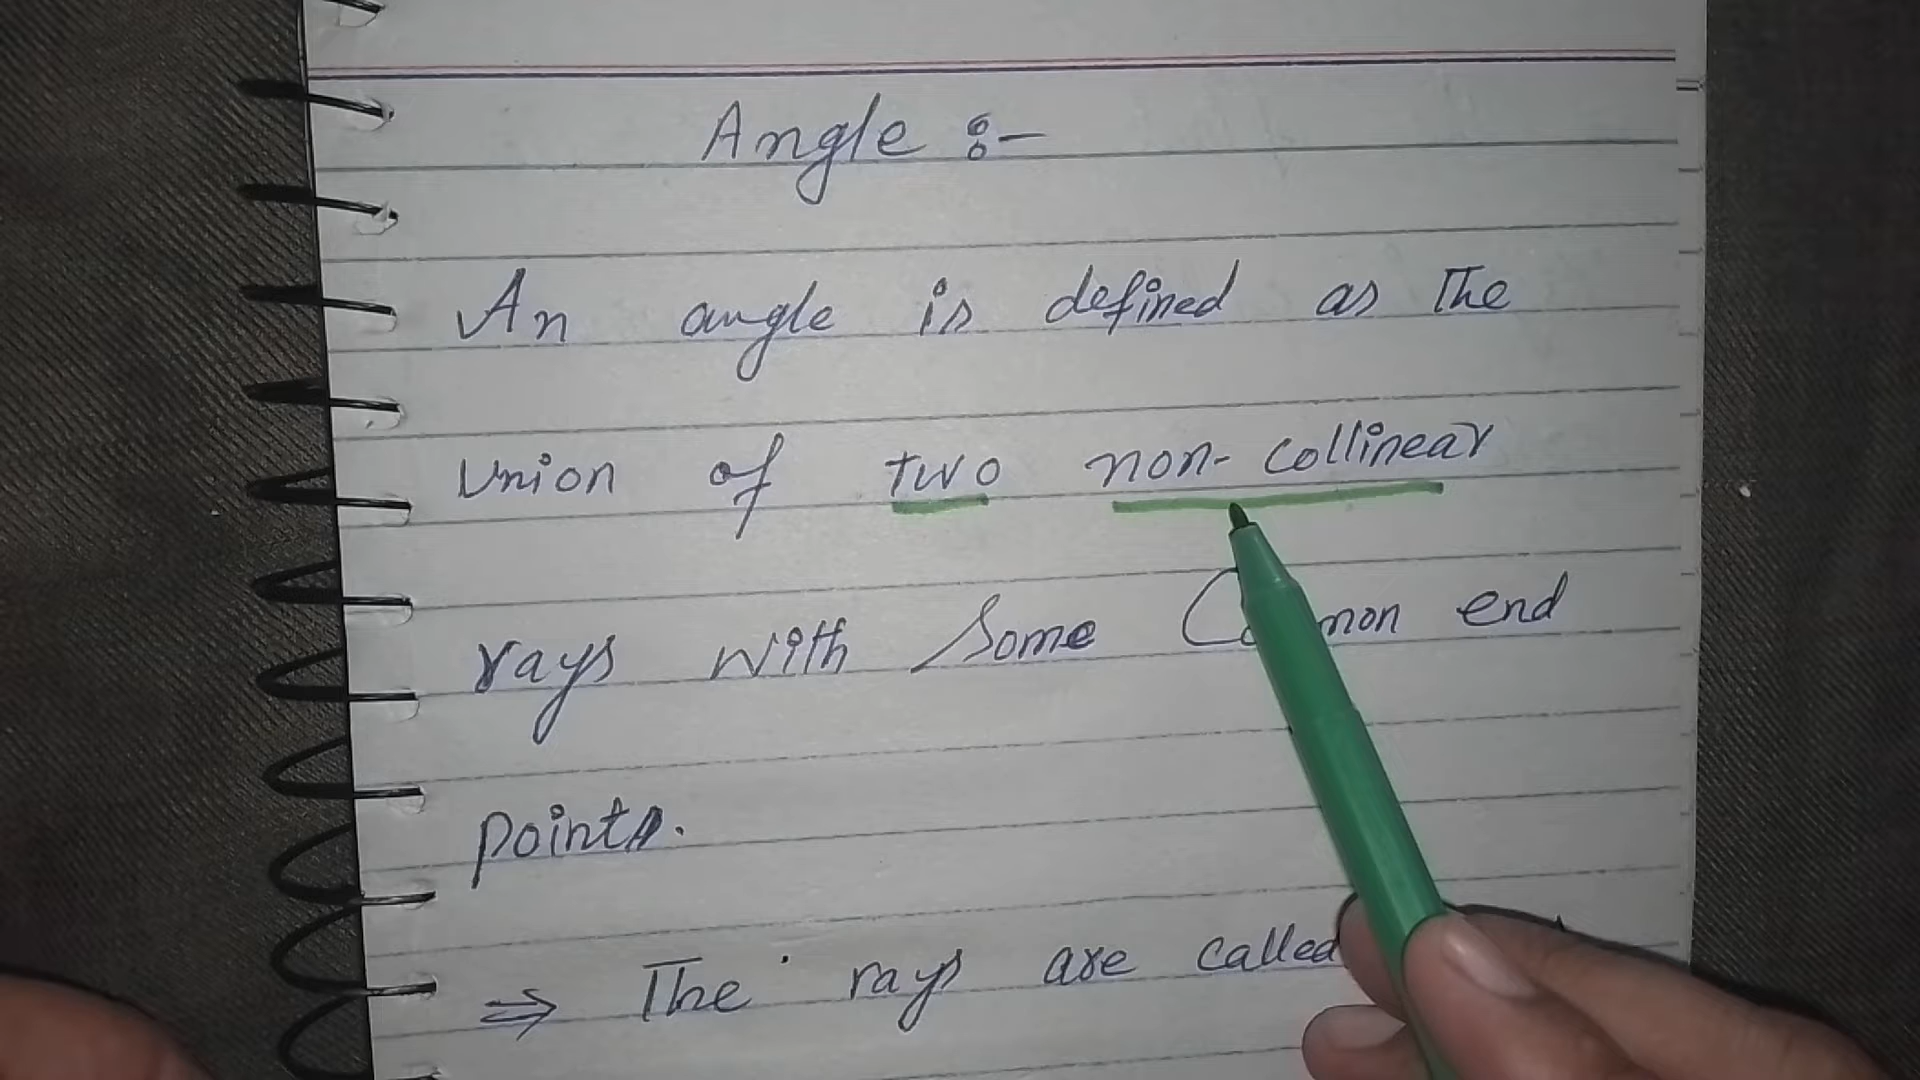 Angle :-
An angle is defined as the
Union of two non-collinear
rays with Some Common end
points.
⇒ The rays are called